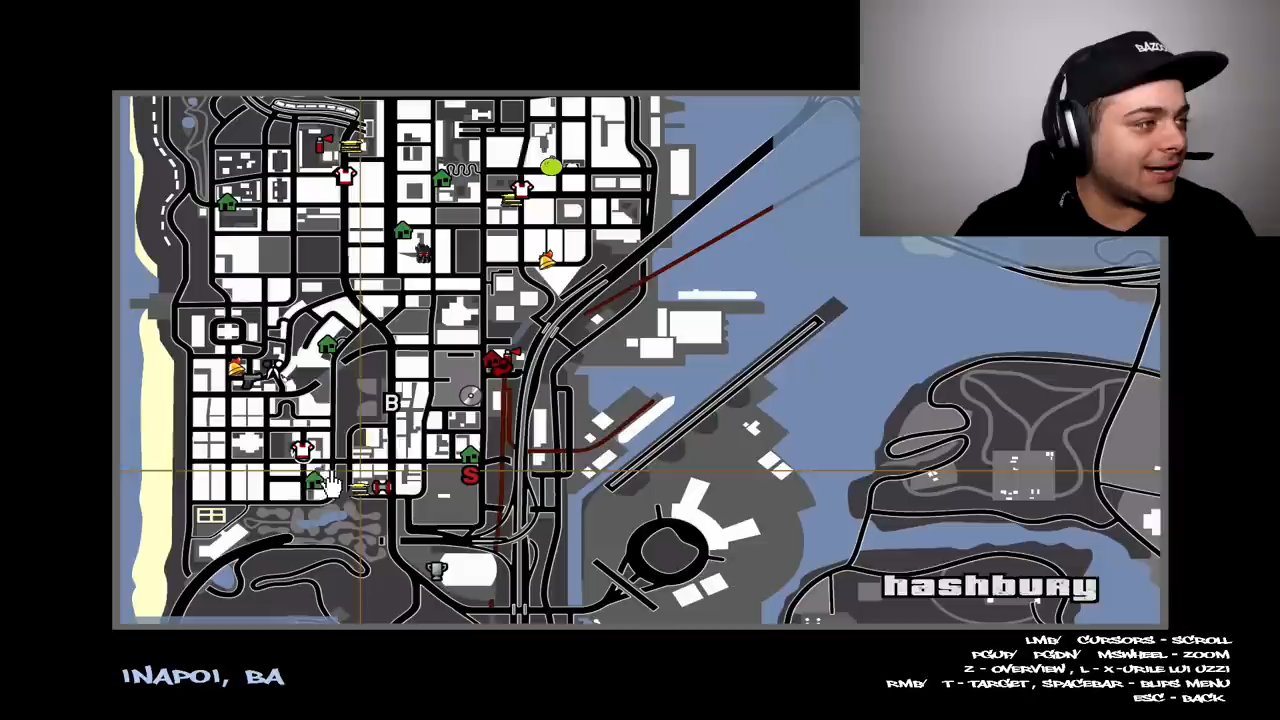 BAZOO
B
S
hashbury
LMB/ CURSORS - SCROLL
PGUP/ PGDN/ MSWHEEL - ZOOM
Z - OVERVIEW, L - X-URILE LUI UZZI
RMB/ T - TARGET, SPACEBAR - BLIPS MENU
ESC - BACK
INAPOI, BA